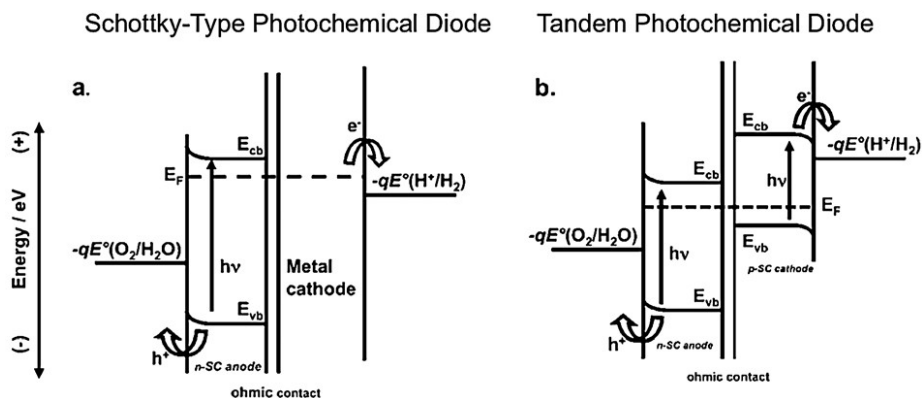 Schottky-Type Photochemical Diode
Tandem Photochemical Diode
Energy / eV
(+)
(-)
a.
E_cb
E_F
-qE°(O₂/H₂O)
hν
E_vb
h⁺
n-SC anode
Metal
cathode
e⁻
-qE°(H⁺/H₂)
ohmic contact
b.
E_cb
-qE°(O₂/H₂O)
hν
E_vb
h⁺
n-SC anode
E_cb
hν
E_vb
p-SC cathode
e⁻
-qE°(H⁺/H₂)
E_F
ohmic contact